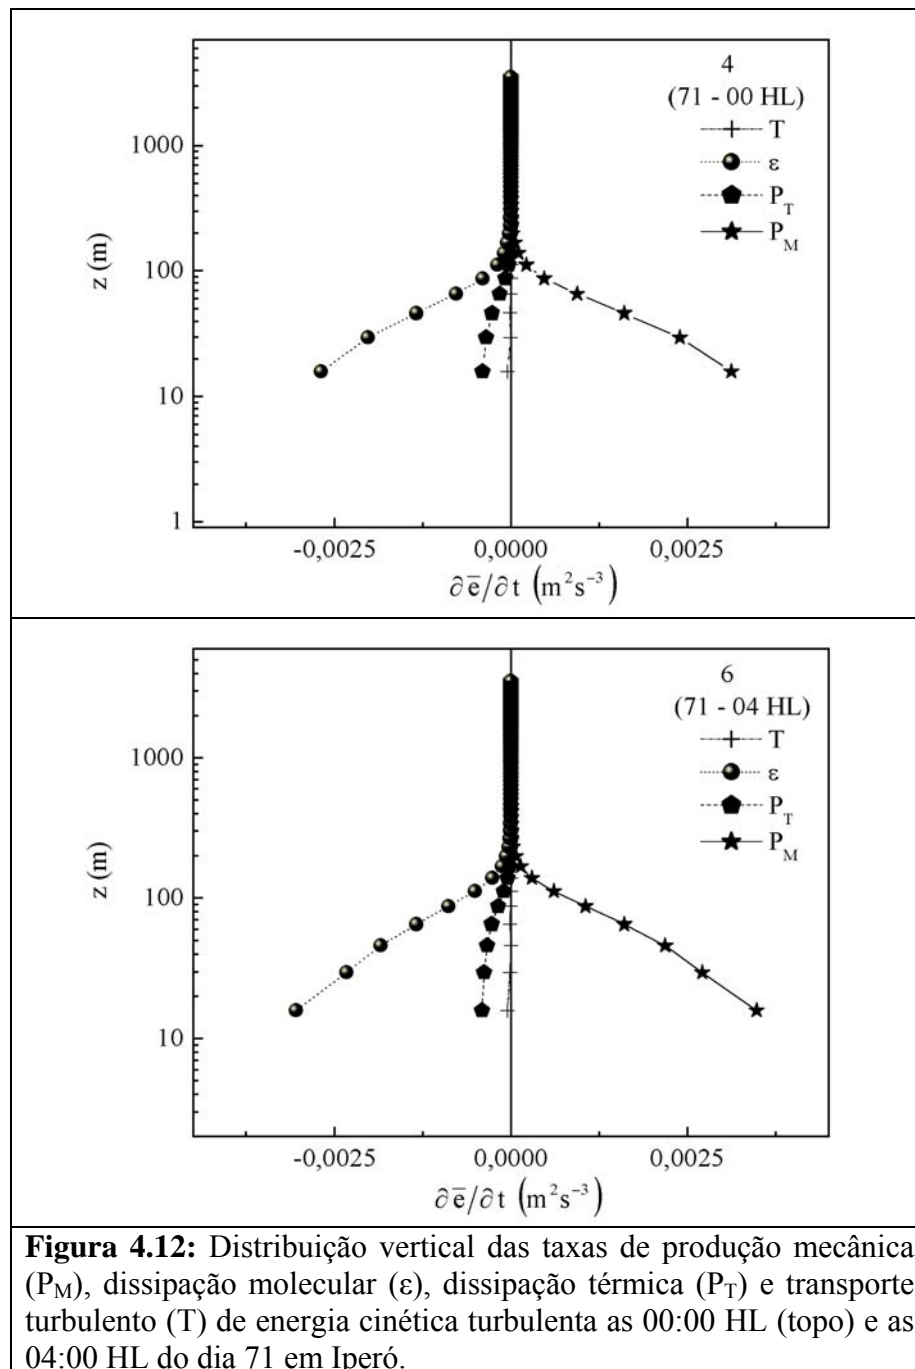 4
(71 - 00 HL)
T
ε
P_T
P_M
1000
100
10
1
z (m)
-0,0025 0,0000 0,0025
∂e̅/∂t (m²s⁻³)
6
(71 - 04 HL)
T
ε
P_T
P_M
1000
100
10
z (m)
-0,0025 0,0000 0,0025
∂e̅/∂t (m²s⁻³)
Figura 4.12: Distribuição vertical das taxas de produção mecânica
(P_M), dissipação molecular (ε), dissipação térmica (P_T) e transporte
turbulento (T) de energia cinética turbulenta as 00:00 HL (topo) e as
04:00 HL do dia 71 em Iperó.